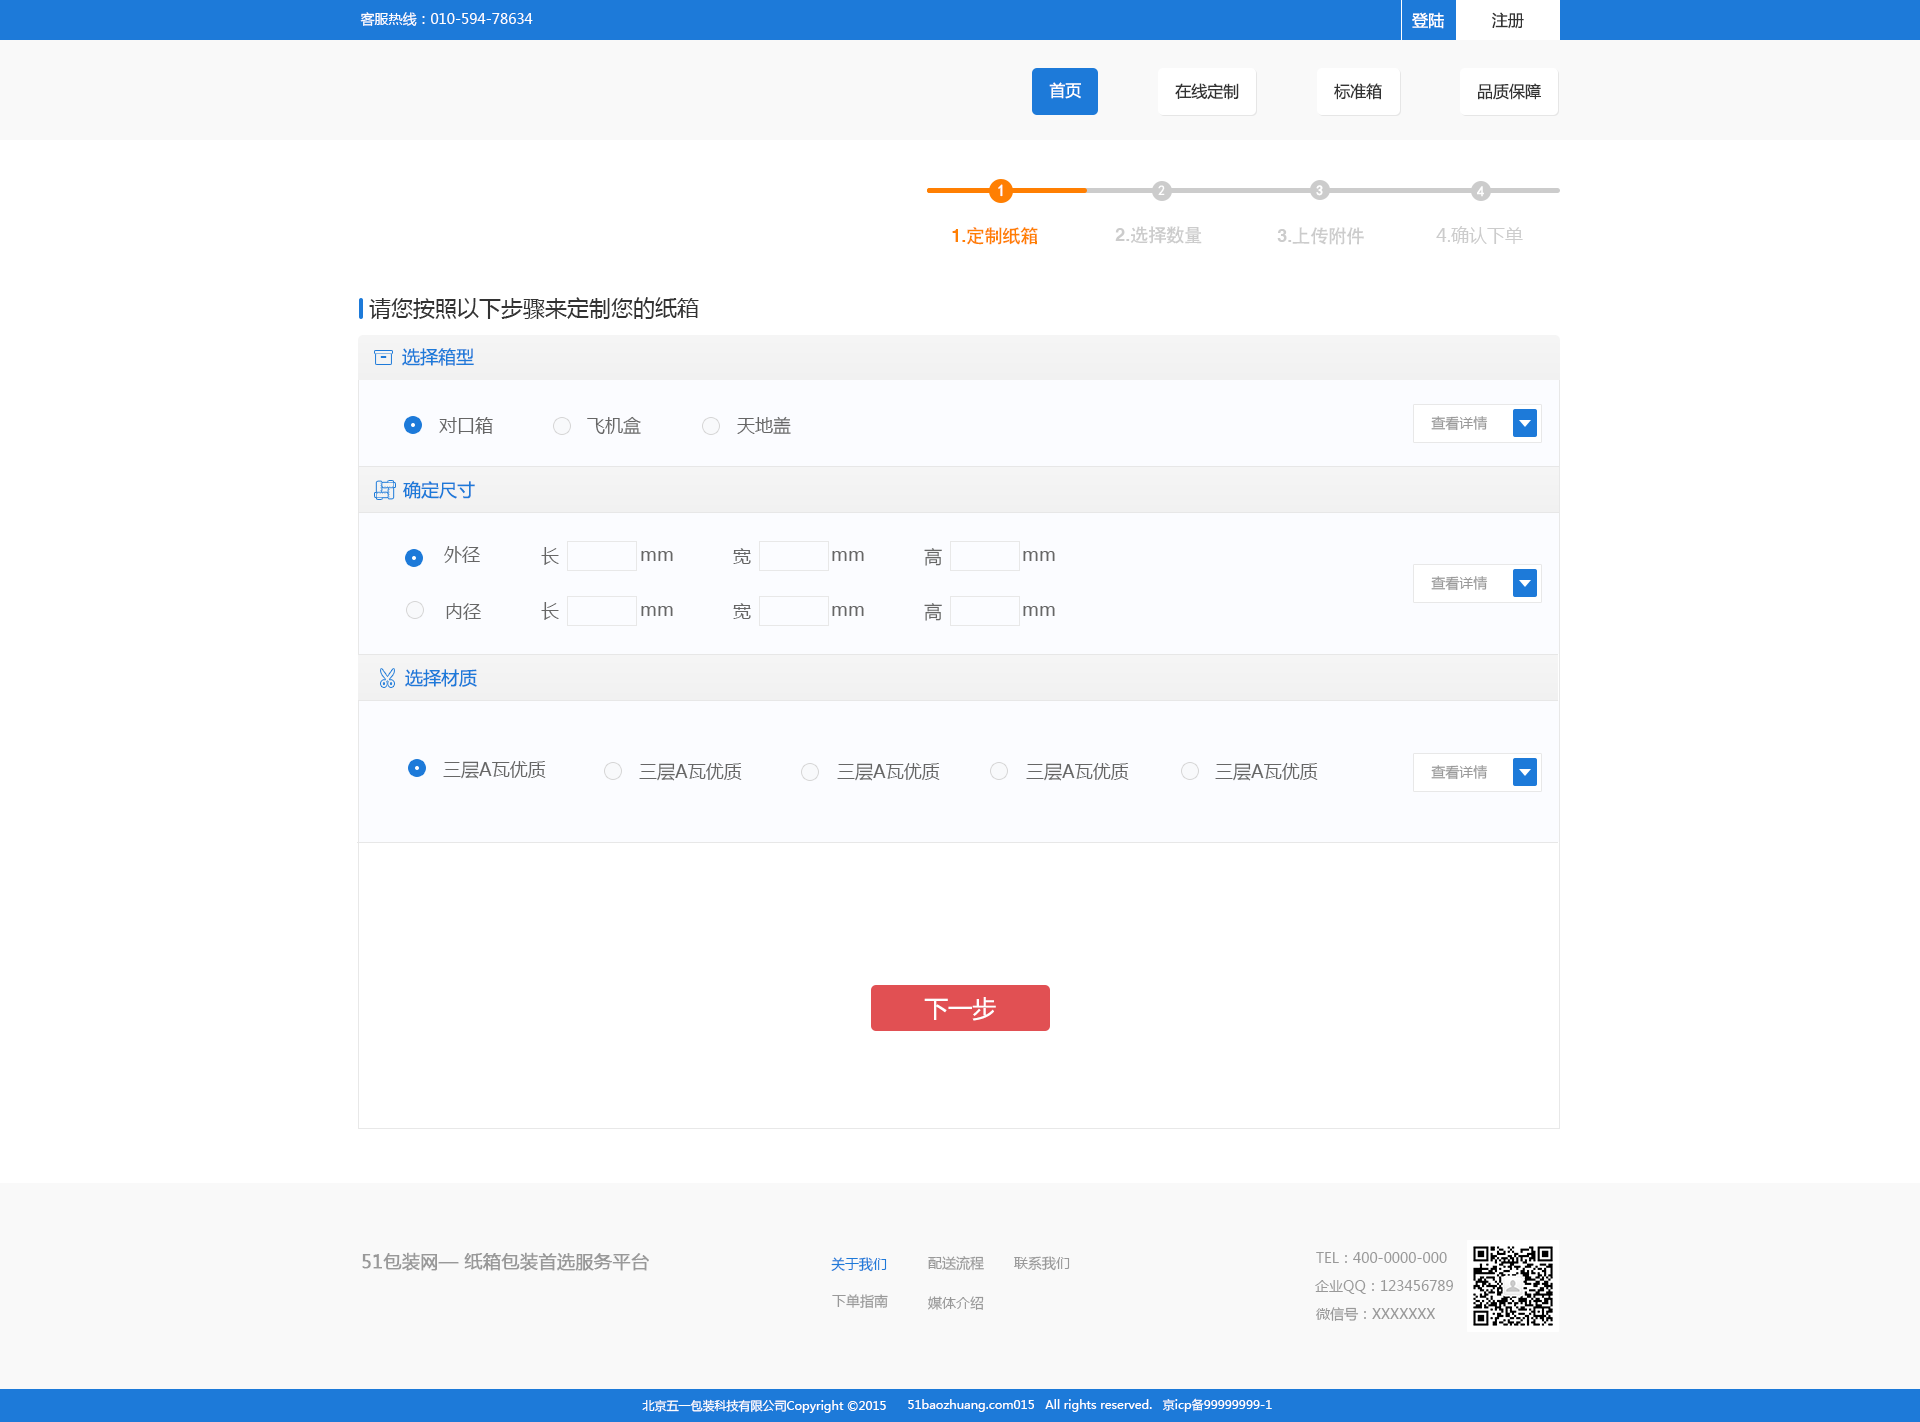 客服热线：010-594-78634
登陆 注册
首页 在线定制 标准箱 品质保障
1 2 3 4
1.定制纸箱 2.选择数量 3.上传附件 4.确认下单
请您按照以下步骤来定制您的纸箱
选择箱型
对口箱 飞机盒 天地盖 查看详情
确定尺寸
外径 长 mm 宽 mm 高 mm
查看详情
内径 长 mm 宽 mm 高 mm
选择材质
三层A瓦优质 三层A瓦优质 三层A瓦优质 三层A瓦优质 三层A瓦优质 查看详情
下一步
51包装网— 纸箱包装首选服务平台
关于我们 配送流程 联系我们
下单指南 媒体介绍
TEL：400-0000-000
企业QQ：123456789
微信号：XXXXXXX
北京五一包装科技有限公司Copyright ©2015 51baozhuang.com015 All rights reserved. 京icp备99999999-1